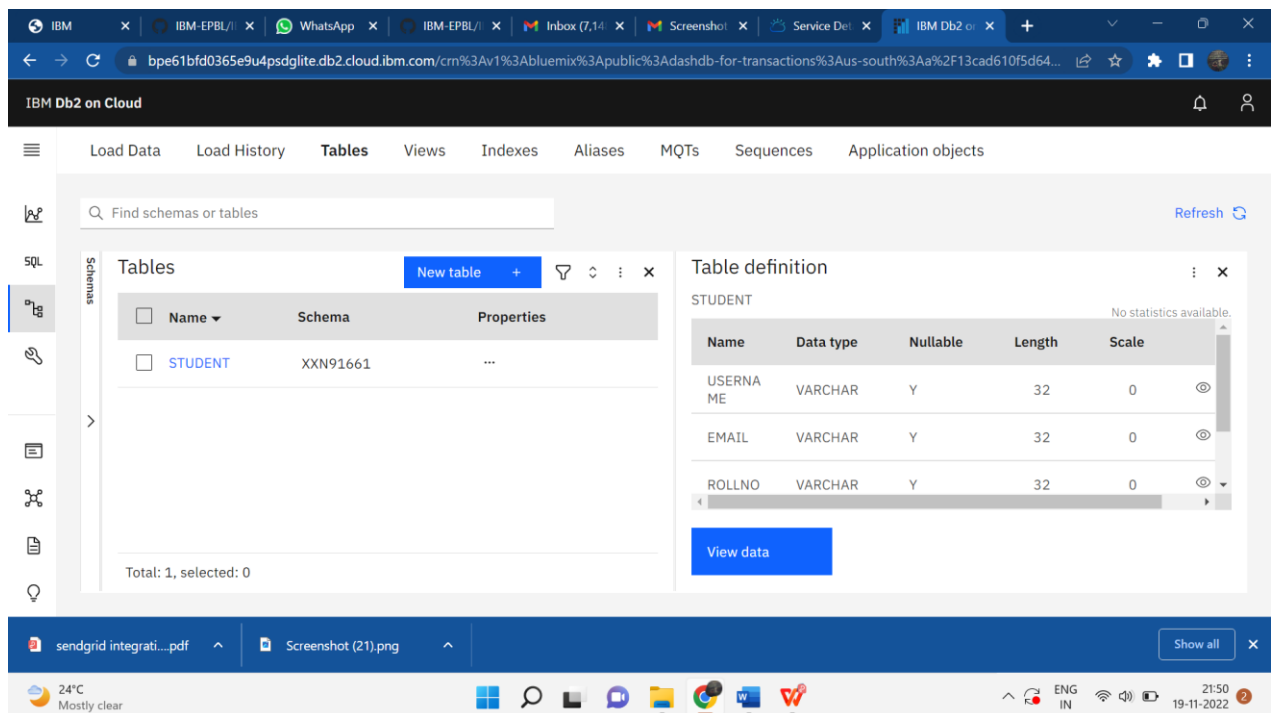 IBM
IBM-EPBL/I
WhatsApp
IBM-EPBL/I
Inbox (7,14
Screenshot
Service Det
IBM Db2 on
bpe61bfd0365e9u4psdglite.db2.cloud.ibm.com/crn%3Av1%3Abluemix%3Apublic%3Adashdb-for-transactions%3Aus-south%3Aa%2F13cad610f5d64...
IBM Db2 on Cloud
Load Data Load History Tables Views Indexes Aliases MQTs Sequences Application objects
Find schemas or tables
Refresh
SQL
Schemas
Tables
New table +
Name Schema Properties
STUDENT XXN91661 ...
Total: 1, selected: 0
Table definition
STUDENT
No statistics available.
Name Data type Nullable Length Scale
USERNA
ME VARCHAR Y 32 0
EMAIL VARCHAR Y 32 0
ROLLNO VARCHAR Y 32 0
View data
sendgrid integrati....pdf
Screenshot (21).png
Show all
24°C
Mostly clear
ENG
IN
21:50
19-11-2022
2